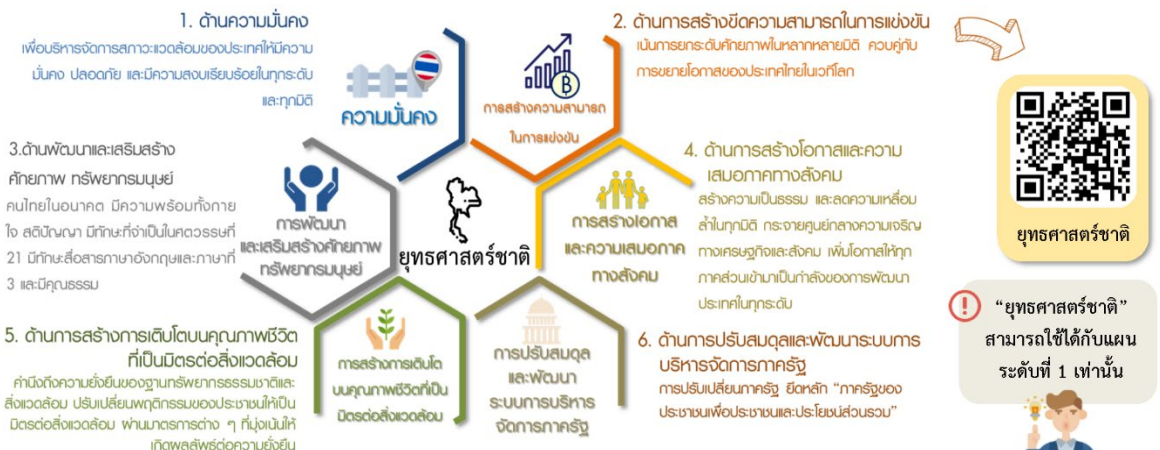 1. ด้านความมั่นคง
เพื่อบริหารจัดการสภาวะแวดล้อมของประเทศให้มีความ
มั่นคง ปลอดภัย และมีความสงบเรียบร้อยในทุกระดับ
และทุกมิติ
ความมั่นคง
2. ด้านการสร้างขีดความสามารถในการแข่งขัน
เน้นการยกระดับศักยภาพในหลากหลายมิติ ควบคู่กับ
การขยายโอกาสของประเทศไทยในเวทีโลก
การสร้างความสามารถ
ในการแข่งขัน
3.ด้านพัฒนาและเสริมสร้าง
ศักยภาพ ทรัพยากรมนุษย์
คนไทยในอนาคต มีความพร้อมทั้งกาย
ใจ สติปัญญา มีทักษะที่จำเป็นในศตวรรษที่
21 มีทักษะสื่อสารภาษาอังกฤษและภาษาที่
3 และมีคุณธรรม
การพัฒนา
และเสริมสร้างศักยภาพ
ทรัพยากรมนุษย์
ยุทธศาสตร์ชาติ
4. ด้านการสร้างโอกาสและความ
เสมอภาคทางสังคม
สร้างความเป็นธรรม และลดความเหลื่อม
ล้ำในทุกมิติ กระจายศูนย์กลางความเจริญ
ทางเศรษฐกิจและสังคม เพิ่มโอกาสให้ทุก
ภาคส่วนเข้ามาเป็นกำลังของการพัฒนา
ประเทศในทุกระดับ
การสร้างโอกาส
และความเสมอภาค
ทางสังคม
5. ด้านการสร้างการเติบโตบนคุณภาพชีวิต
ที่เป็นมิตรต่อสิ่งแวดล้อม
คำนึงถึงความยั่งยืนของฐานทรัพยากรธรรมชาติและ
สิ่งแวดล้อม ปรับเปลี่ยนพฤติกรรมของประชาชนให้เป็น
มิตรต่อสิ่งแวดล้อม ผ่านมาตรการต่าง ๆ ที่มุ่งเน้นให้
เกิดผลลัพธ์ต่อความยั่งยืน
การสร้างการเติบโต
บนคุณภาพชีวิตที่เป็น
มิตรต่อสิ่งแวดล้อม
การปรับสมดุล
และพัฒนา
ระบบการบริหาร
จัดการภาครัฐ
6. ด้านการปรับสมดุลและพัฒนาระบบการ
บริหารจัดการภาครัฐ
การปรับเปลี่ยนภาครัฐ ยึดหลัก “ภาครัฐของ
ประชาชนเพื่อประชาชนและประโยชน์ส่วนรวม”
ยุทธศาสตร์ชาติ
“ยุทธศาสตร์ชาติ”
สามารถใช้ได้กับแผน
ระดับที่ 1 เท่านั้น